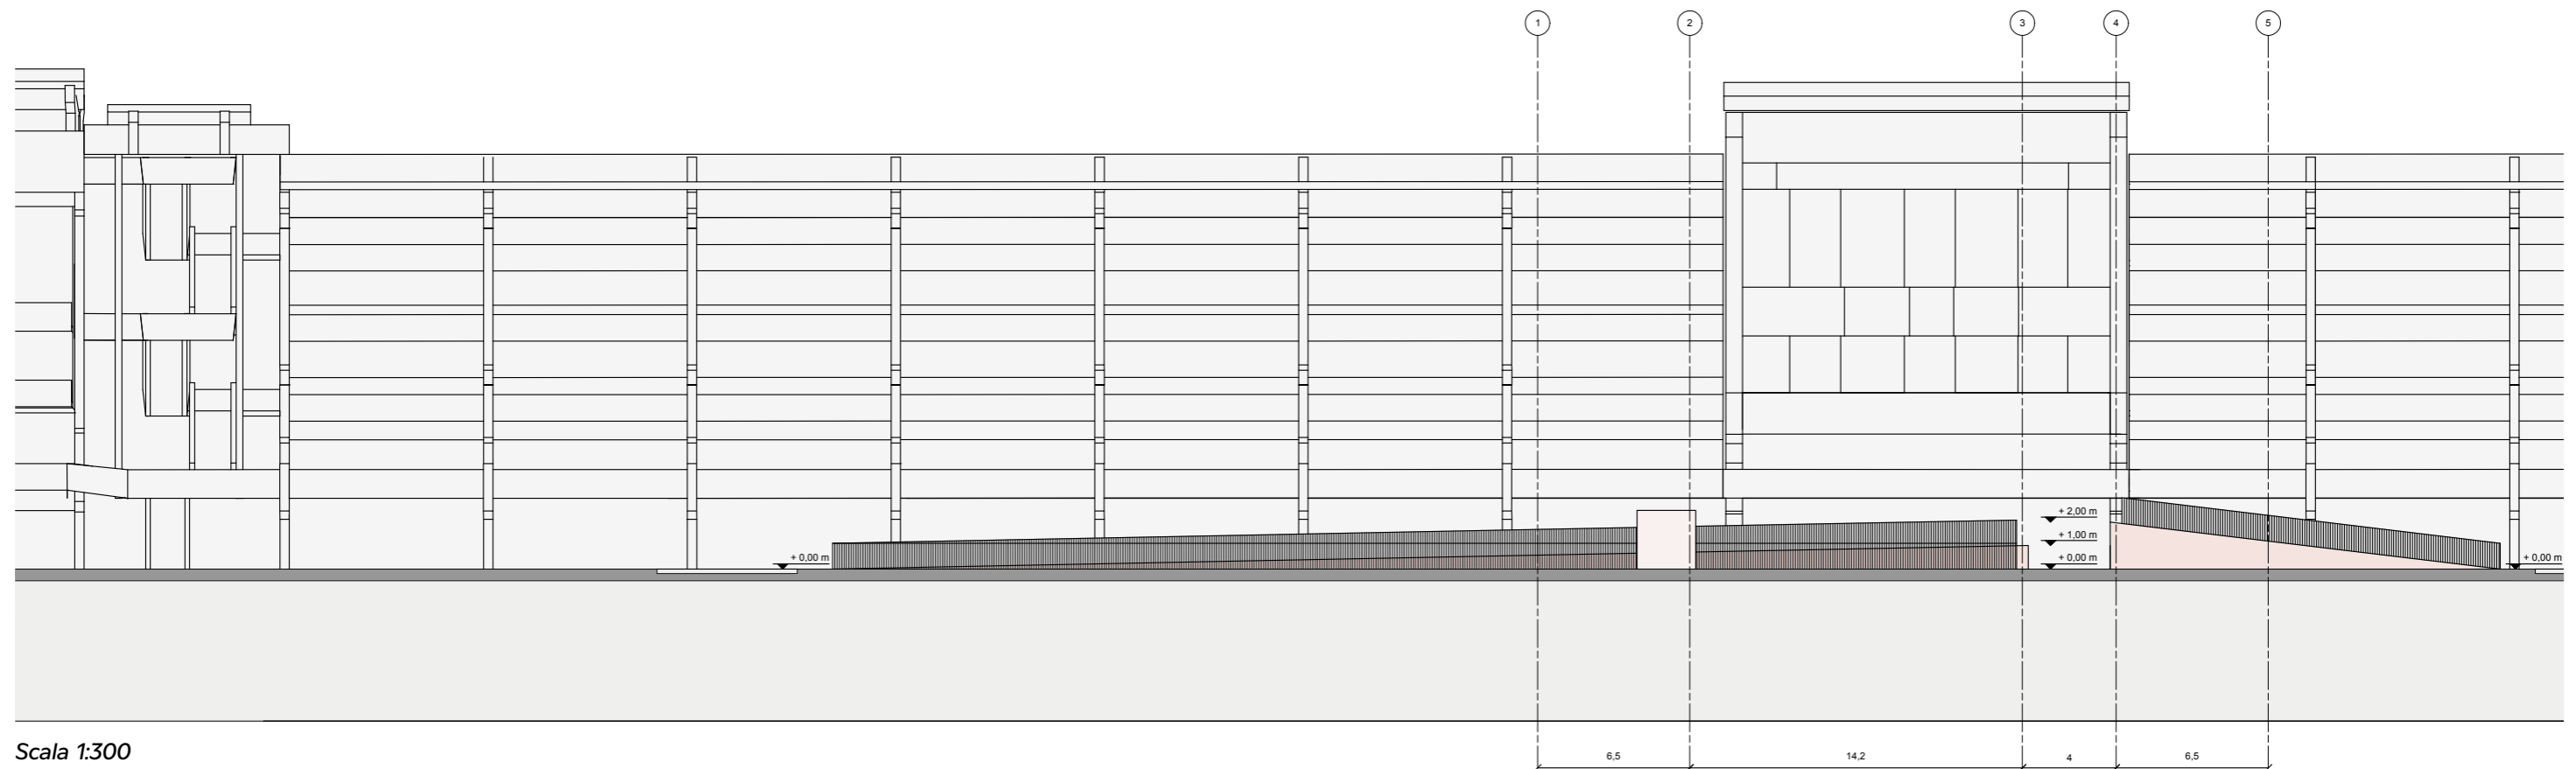 1 2 3 4 5
+ 2,00 m
+ 1,00 m
+ 0,00 m + 0,00 m + 0,00 m
Scala 1:300
6,5 14,2 4 6,5